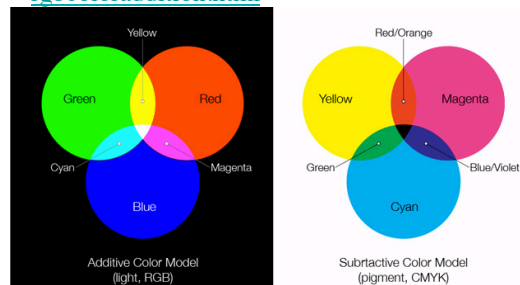 Yellow
Green
Red
Cyan
Magenta
Blue
Additive Color Model
(light, RGB)
Red/Orange
Yellow
Magenta
Green
Blue/Violet
Cyan
Subrtactive Color Model
(pigment, CMYK)